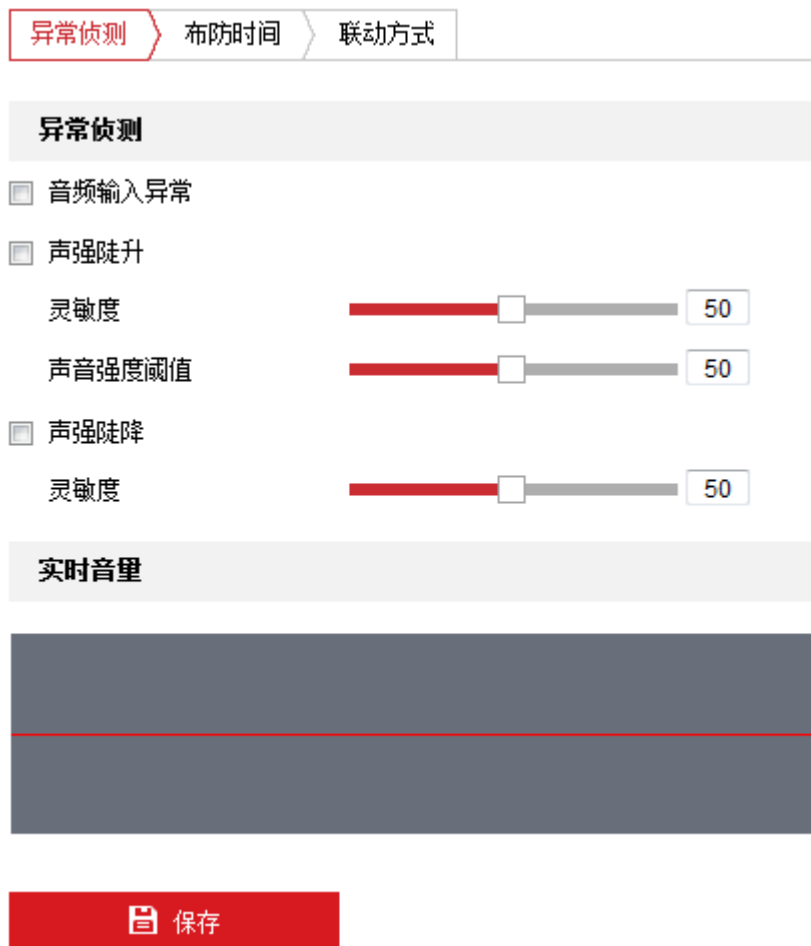 异常侦测 布防时间 联动方式
异常侦测
音频输入异常
声强陡升
灵敏度 50
声音强度阈值 50
声强陡降
灵敏度 50
实时音量
保存